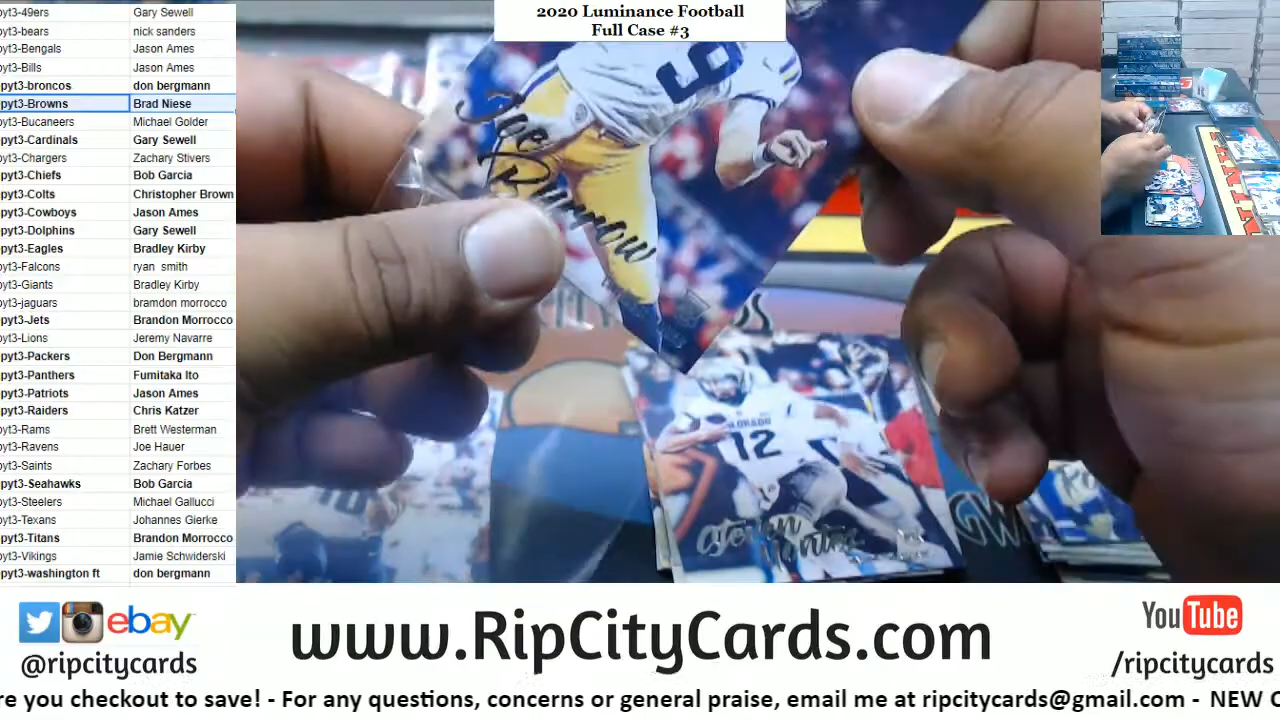 2020 Luminance Football
Full Case #3
pyt3-49ers Gary Sewell
pyt3-bears nick sanders
pyt3-Bengals Jason Ames
pyt3-Bills Jason Ames
pyt3-broncos don bergmann
pyt3-Browns Brad Niese
pyt3-Bucaneers Michael Golder
pyt3-Cardinals Gary Sewell
pyt3-Chargers Zachary Stivers
pyt3-Chiefs Bob Garcia
pyt3-Colts Christopher Brown
pyt3-Cowboys Jason Ames
pyt3-Dolphins Gary Sewell
pyt3-Eagles Bradley Kirby
pyt3-Falcons ryan smith
pyt3-Giants Bradley Kirby
pyt3-jaguars bramdon morrocco
pyt3-Jets Brandon Morrocco
pyt3-Lions Jeremy Navarre
pyt3-Packers Don Bergmann
pyt3-Panthers Fumitaka Ito
pyt3-Patriots Jason Ames
pyt3-Raiders Chris Katzer
pyt3-Rams Brett Westerman
pyt3-Ravens Joe Hauer
pyt3-Saints Zachary Forbes
pyt3-Seahawks Bob Garcia
pyt3-Steelers Michael Gallucci
pyt3-Texans Johannes Gierke
pyt3-Titans Brandon Morrocco
pyt3-Vikings Jamie Schwiderski
pyt3-washington ft don bergmann
9
Joe
Burrow
12
Steven
Montez
ebay
@ripcitycards
www.RipCityCards.com
YouTube
/ripcitycards
re you checkout to save! - For any questions, concerns or general praise, email me at ripcitycards@gmail.com - NEW